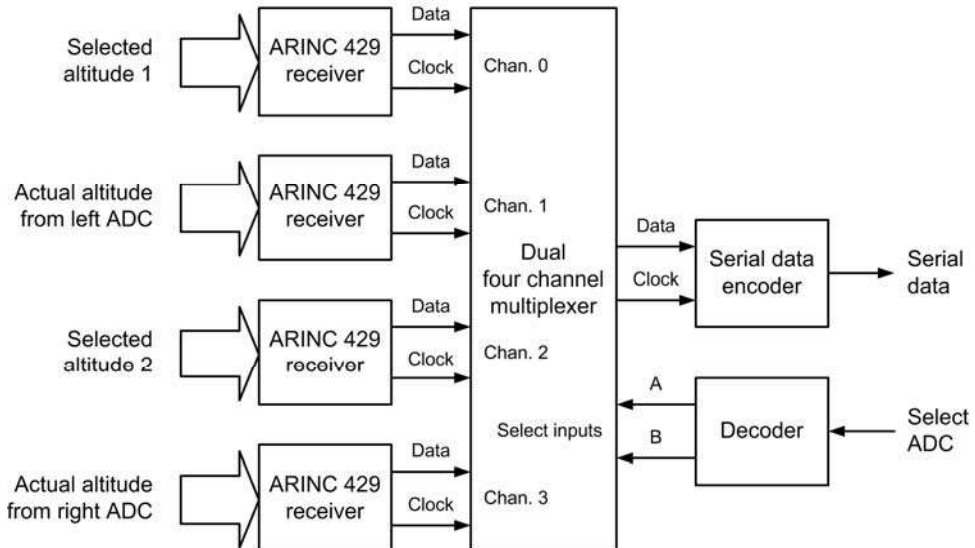 Selected
altitude 1
ARINC 429
receiver
Data
Clock
Chan. 0
Actual altitude
from left ADC
ARINC 429
receiver
Data
Clock
Chan. 1
Dual
four channel
multiplexer
Data
Clock
Serial data
encoder
Serial
data
Selected
altitude 2
ARINC 429
receiver
Data
Clock
Chan. 2
Select inputs
A
B
Decoder
Select
ADC
Actual altitude
from right ADC
ARINC 429
receiver
Data
Clock
Chan. 3